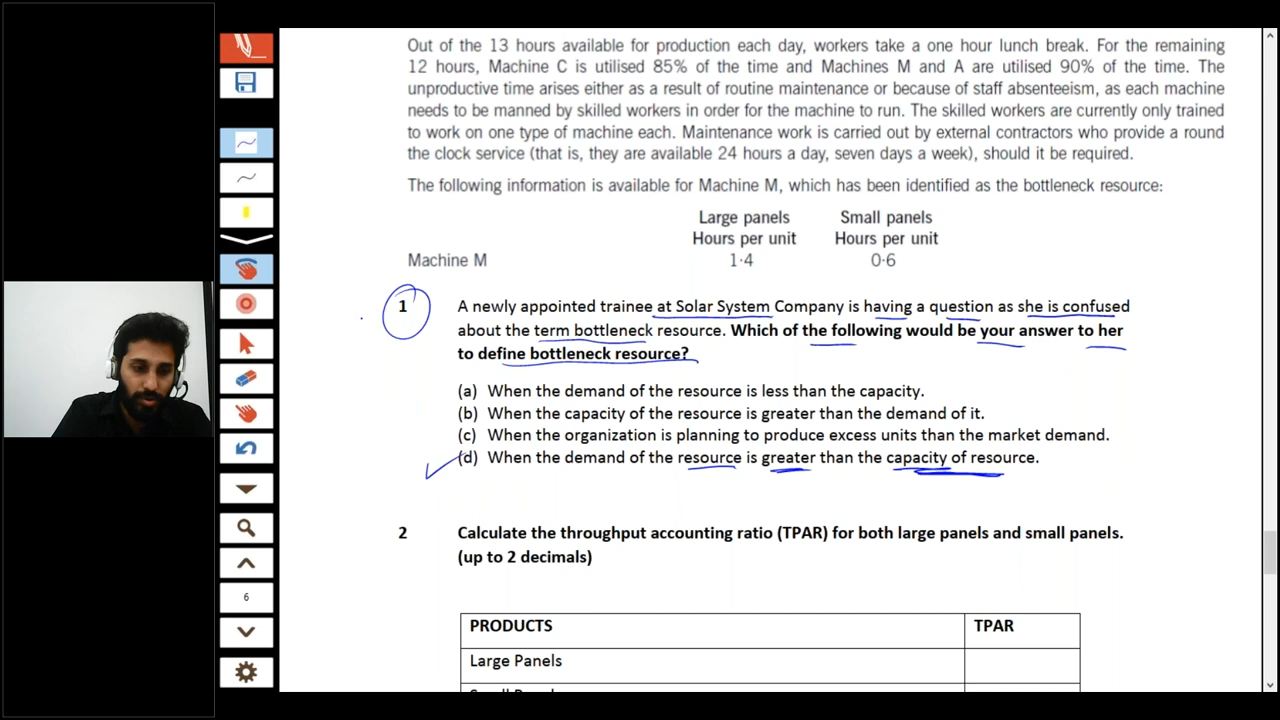 Out of the 13 hours available for production each day, workers take a one hour lunch break. For the remaining
12 hours, Machine C is utilised 85% of the time and Machines M and A are utilised 90% of the time. The
unproductive time arises either as a result of routine maintenance or because of staff absenteeism, as each machine
needs to be manned by skilled workers in order for the machine to run. The skilled workers are currently only trained
to work on one type of machine each. Maintenance work is carried out by external contractors who provide a round
the clock service (that is, they are available 24 hours a day, seven days a week), should it be required.
The following information is available for Machine M, which has been identified as the bottleneck resource:
Large panels Small panels
Hours per unit Hours per unit
Machine M 1·4 0·6
1 A newly appointed trainee at Solar System Company is having a question as she is confused
about the term bottleneck resource. Which of the following would be your answer to her
to define bottleneck resource?
(a) When the demand of the resource is less than the capacity.
(b) When the capacity of the resource is greater than the demand of it.
(c) When the organization is planning to produce excess units than the market demand.
(d) When the demand of the resource is greater than the capacity of resource.
2 Calculate the throughput accounting ratio (TPAR) for both large panels and small panels.
(up to 2 decimals)
6
PRODUCTS TPAR
Large Panels